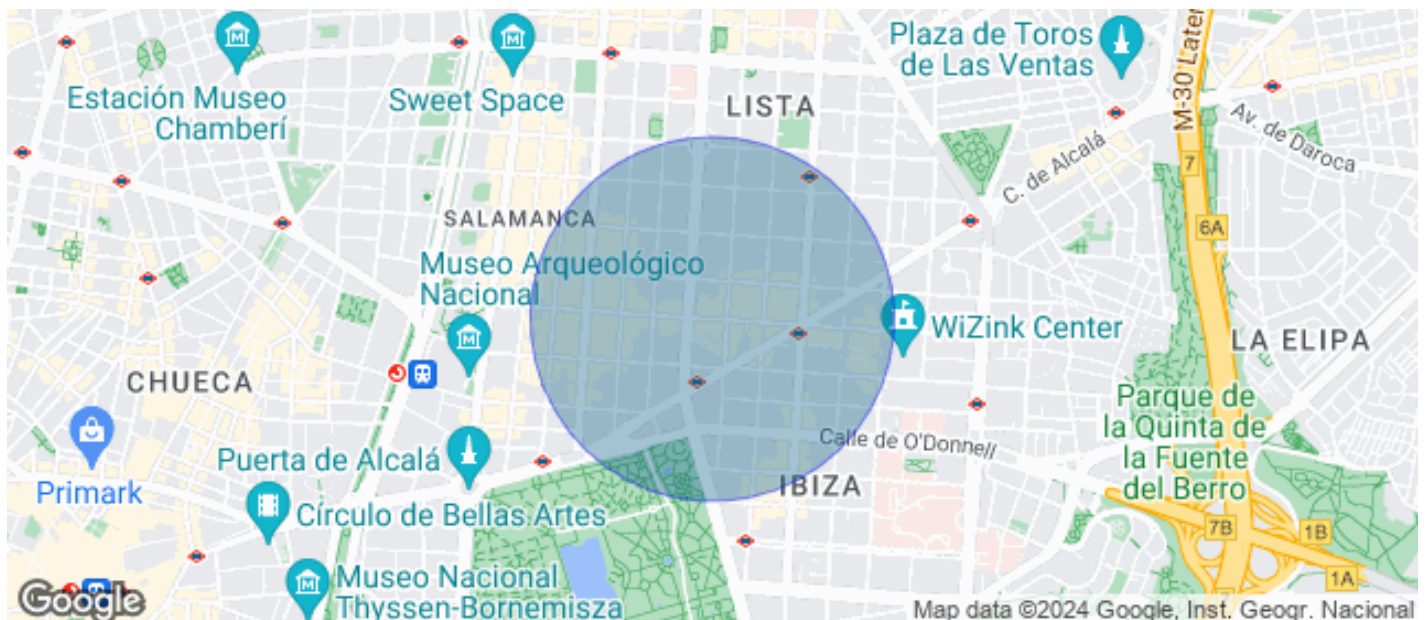 Plaza de Toros
de Las Ventas
M-30 Later
Estación Museo
Chamberí
Sweet Space
LISTA
Av. de Daroca
7
C. de Alcalá
SALAMANCA
6A
Museo Arqueológico
Nacional
WiZink Center
LA ELIPA
CHUECA
Parque de
la Quinta de
la Fuente
del Berro
Calle de O'Donnell
Puerta de Alcalá
Primark
IBIZA
Círculo de Bellas Artes
7B
1B
1A
Museo Nacional
Thyssen-Bornemisza
7
Google
Map data ©2024 Google, Inst. Geogr. Nacional